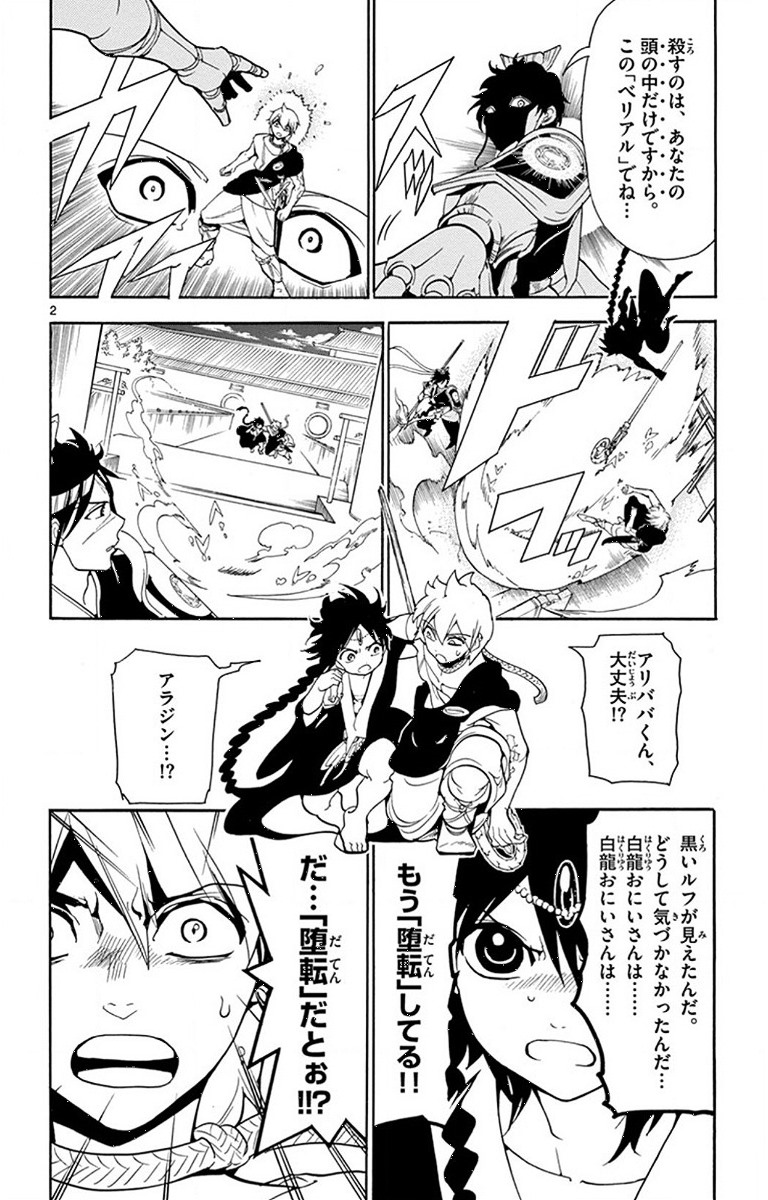 殺すのは、あなたの
頭の中だけですから。
この「ベリアル」でね…
2
ドドドッ
アリババくん、
大丈夫!?
アラジン…!?
黒いルフが見えたんだ。
どうして気づかなかったんだ…
白龍おにいさんは……
白龍おにいさんは……
もう「堕転」してる!!
だ…「堕転」だとぉ!!?